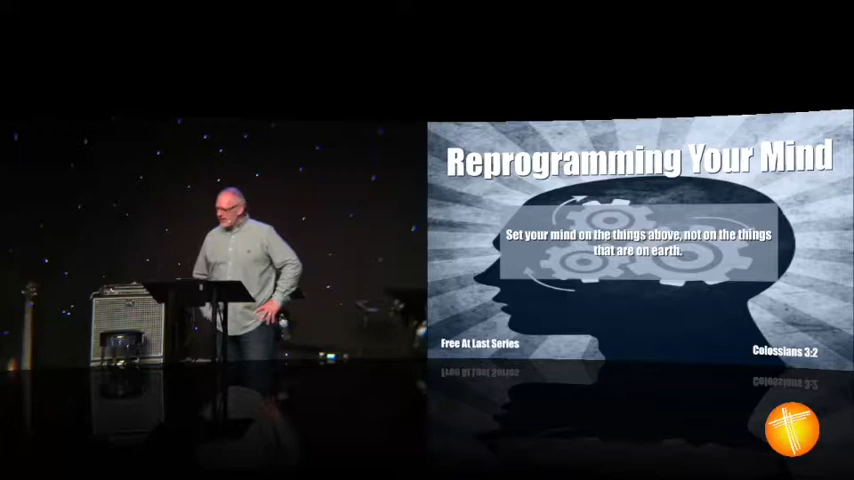 Reprogramming Your Mind
Set your mind on the things above, not on the things
that are on earth.
Free At Last Series
Colossians 3:2